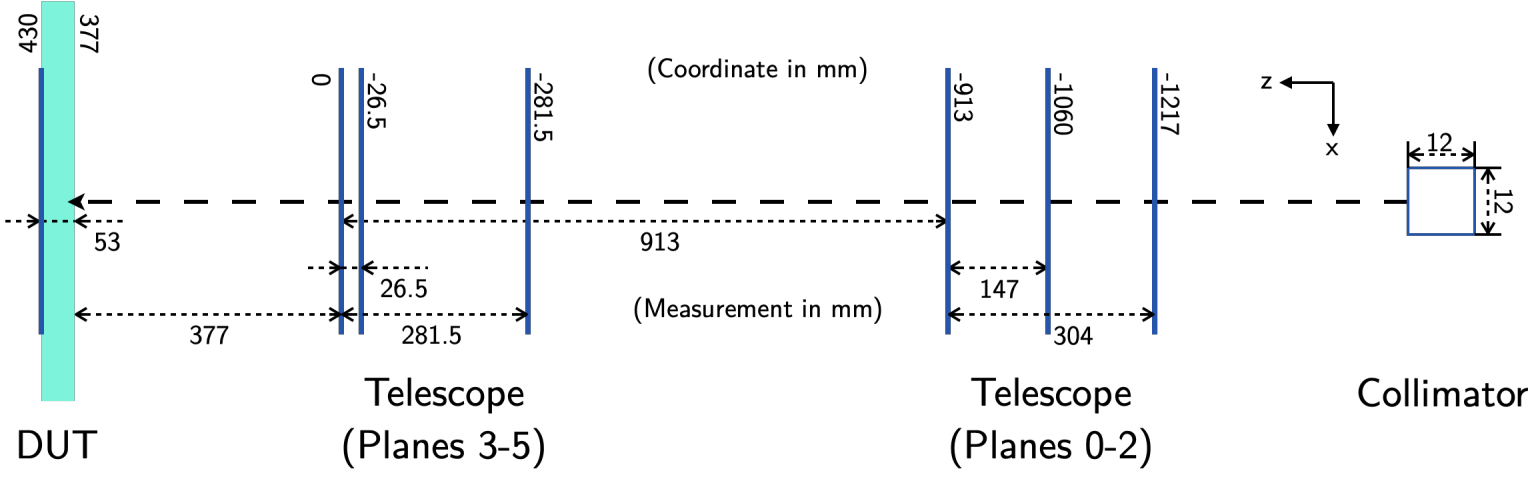 430
377
0
-26.5
-281.5
(Coordinate in mm)
-913
-1060
-1217
z
x
12
12
53
913
26.5
147
377
281.5
(Measurement in mm)
304
Telescope
(Planes 3-5)
Telescope
(Planes 0-2)
Collimator
DUT